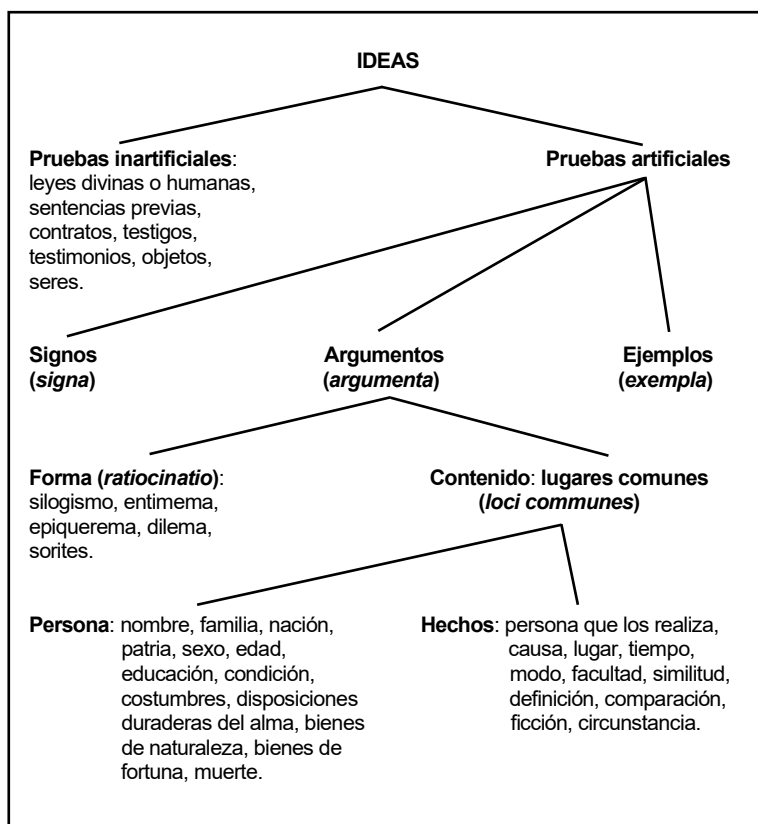 IDEAS
Pruebas inartificiales:
leyes divinas o humanas,
sentencias previas,
contratos, testigos,
testimonios, objetos,
seres.
Pruebas artificiales
Signos
(signa)
Argumentos
(argumenta)
Ejemplos
(exempla)
Forma (ratiocinatio):
silogismo, entimema,
epiquerema, dilema,
sorites.
Contenido: lugares comunes
(loci communes)
Persona: nombre, familia, nación,
patria, sexo, edad,
educación, condición,
costumbres, disposiciones
duraderas del alma, bienes
de naturaleza, bienes de
fortuna, muerte.
Hechos: persona que los realiza,
causa, lugar, tiempo,
modo, facultad, similitud,
definición, comparación,
ficción, circunstancia.